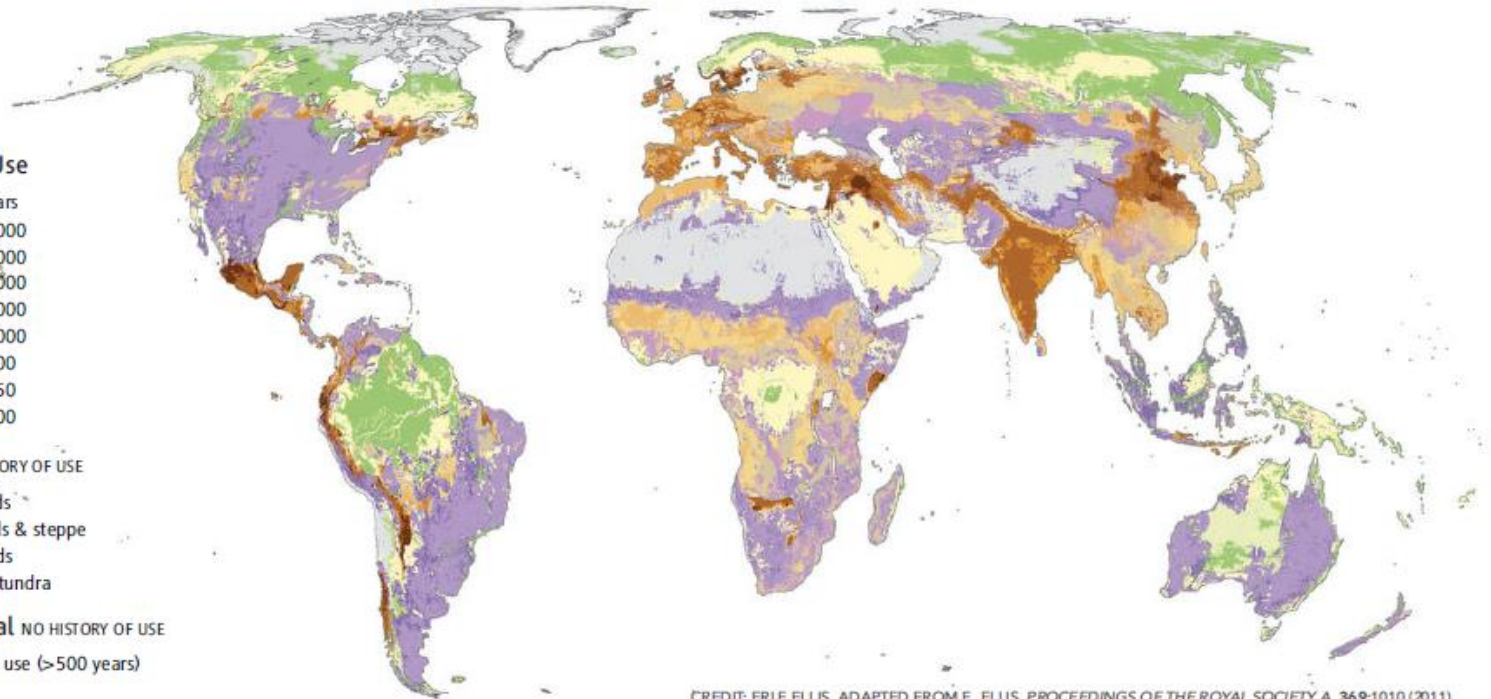 Use
ars
000
000
000
000
000
00
50
00
ORY OF USE
ds
ds & steppe
ds
tundra
al NO HISTORY OF USE
use (>500 years)
CREDIT: ERLE ELLIS, ADAPTED FROM E. ELLIS, PROCEEDINGS OF THE ROYAL SOCIETY A, 369:1010 (2011)